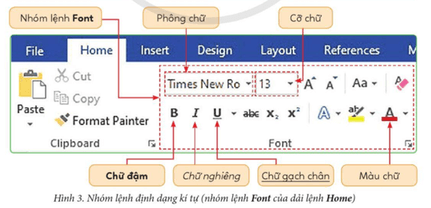 Nhóm lệnh Font
Phông chữ
Cỡ chữ
File Home Insert Design Layout References M
Cut
Copy
Format Painter
Paste
Clipboard
Times New Ro 13 A A Aa A
B I U abc X₂ X² A ab A
Font
Chữ đậm
Chữ nghiêng
Chữ gạch chân
Màu chữ
Hình 3. Nhóm lệnh định dạng kí tự (nhóm lệnh Font của dải lệnh Home)